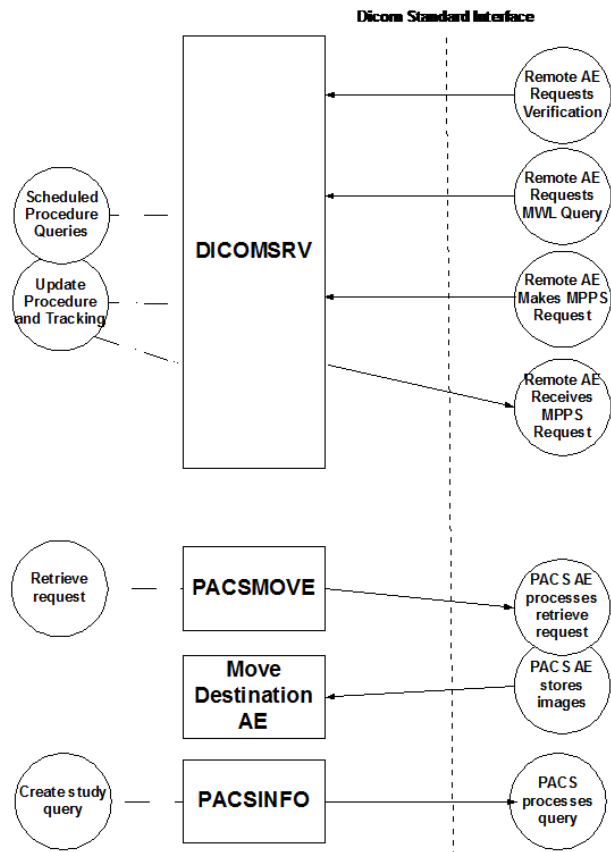 Dicom Standard Interface
Remote AE
Requests
Verification
Remote AE
Requests
MWL Query
Scheduled
Procedure
Queries
DICOMSRV
Update
Procedure
and Tracking
Remote AE
Makes MPPS
Request
Remote AE
Receives
MPPS
Request
Retrieve
request
PACSMOVE
PACS AE
processes
retrieve
request
Move
Destination
AE
PACS AE
stores
images
Create study
query
PACSINFO
PACS
processes
query